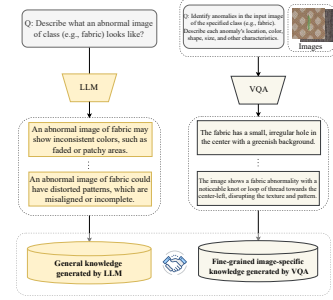 Q: Describe what an abnormal image
of class (e.g., fabric) looks like?
Q: Identify anomalies in the input image
of the specified class (e.g., fabric).
Describe each anomaly's location, color,
shape, size, and other characteristics.
Images
LLM
VQA
An abnormal image of fabric may
show inconsistent colors, such as
faded or patchy areas.
An abnormal image of fabric could
have distorted patterns, which are
misaligned or incomplete.
The fabric has a small, irregular hole in
the center with a greenish background.
The image shows a fabric abnormality with a
noticeable knot or loop of thread towards the
center-left, disrupting the texture and pattern.
General knowledge
generated by LLM
Fine-grained image-specific
knowledge generated by VQA